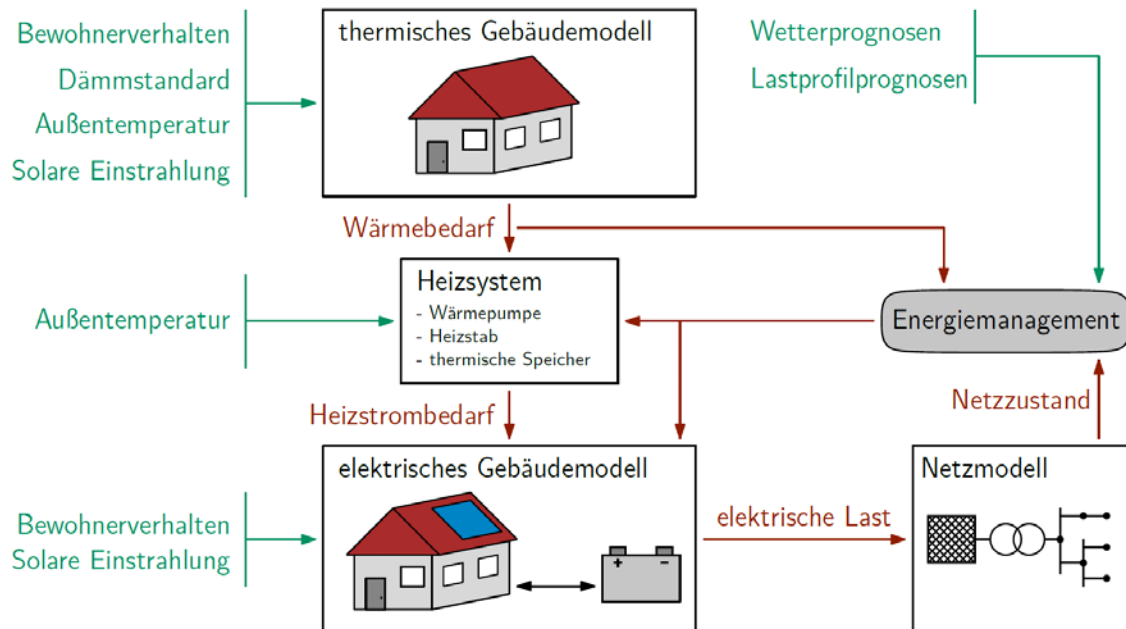 Bewohnerverhalten
Dämmstandard
Außentemperatur
Solare Einstrahlung
thermisches Gebäudemodell
Wetterprognosen
Lastprofilprognosen
Wärmebedarf
Außentemperatur
Heizsystem
- Wärmepumpe
- Heizstab
- thermische Speicher
Energiemanagement
Heizstrombedarf
Netzzustand
Bewohnerverhalten
Solare Einstrahlung
elektrisches Gebäudemodell
+ −
elektrische Last
Netzmodell